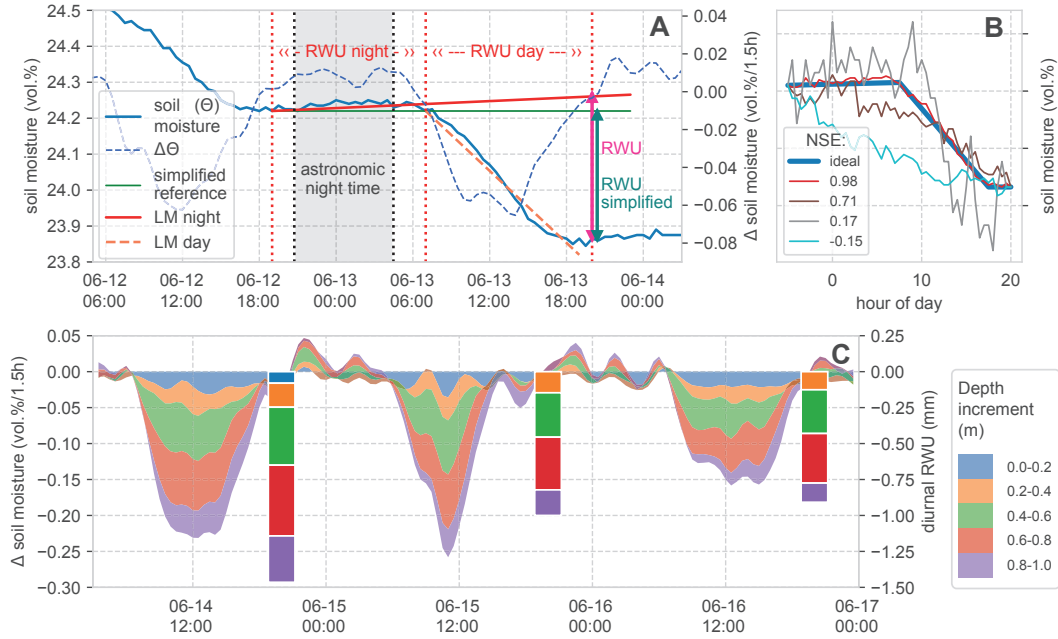 A
‹‹ - RWU night - ››
‹‹ --- RWU day --- ››
24.5
24.4
24.3
24.2
24.1
24.0
23.9
23.8
soil moisture (vol.%)
soil (Θ)
moisture
ΔΘ
simplified
reference
LM night
LM day
astronomic
night time
RWU
RWU
simplified
0.04
0.02
0.00
−0.02
−0.04
−0.06
−0.08
Δ soil moisture (vol.%/1.5h)
06-12
06:00
06-12
12:00
06-12
18:00
06-13
00:00
06-13
06:00
06-13
12:00
06-13
18:00
06-14
00:00
B
NSE:
ideal
0.98
0.71
0.17
-0.15
0
10
20
hour of day
soil moisture (vol.%)
C
0.05
0.00
−0.05
−0.10
−0.15
−0.20
−0.25
−0.30
Δ soil moisture (vol.%/1.5h)
0.25
0.00
−0.25
−0.50
−0.75
−1.00
−1.25
−1.50
diurnal RWU (mm)
06-14
12:00
06-15
00:00
06-15
12:00
06-16
00:00
06-16
12:00
06-17
00:00
Depth
increment
(m)
0.0-0.2
0.2-0.4
0.4-0.6
0.6-0.8
0.8-1.0